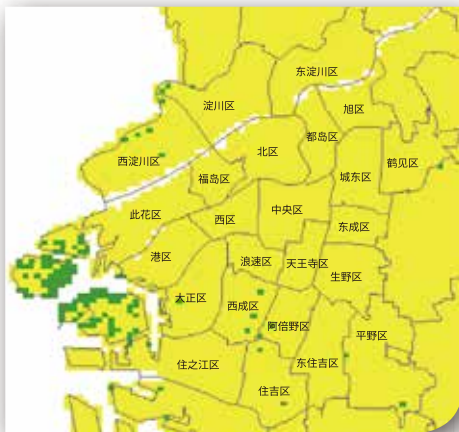 东淀川区
淀川区
旭区
都岛区
北区
西淀川区
鹤见区
福岛区
城东区
此花区
中央区
西区
东成区
港区
浪速区
天王寺区
生野区
大正区
西成区
阿倍野区
平野区
住之江区
东住吉区
住吉区